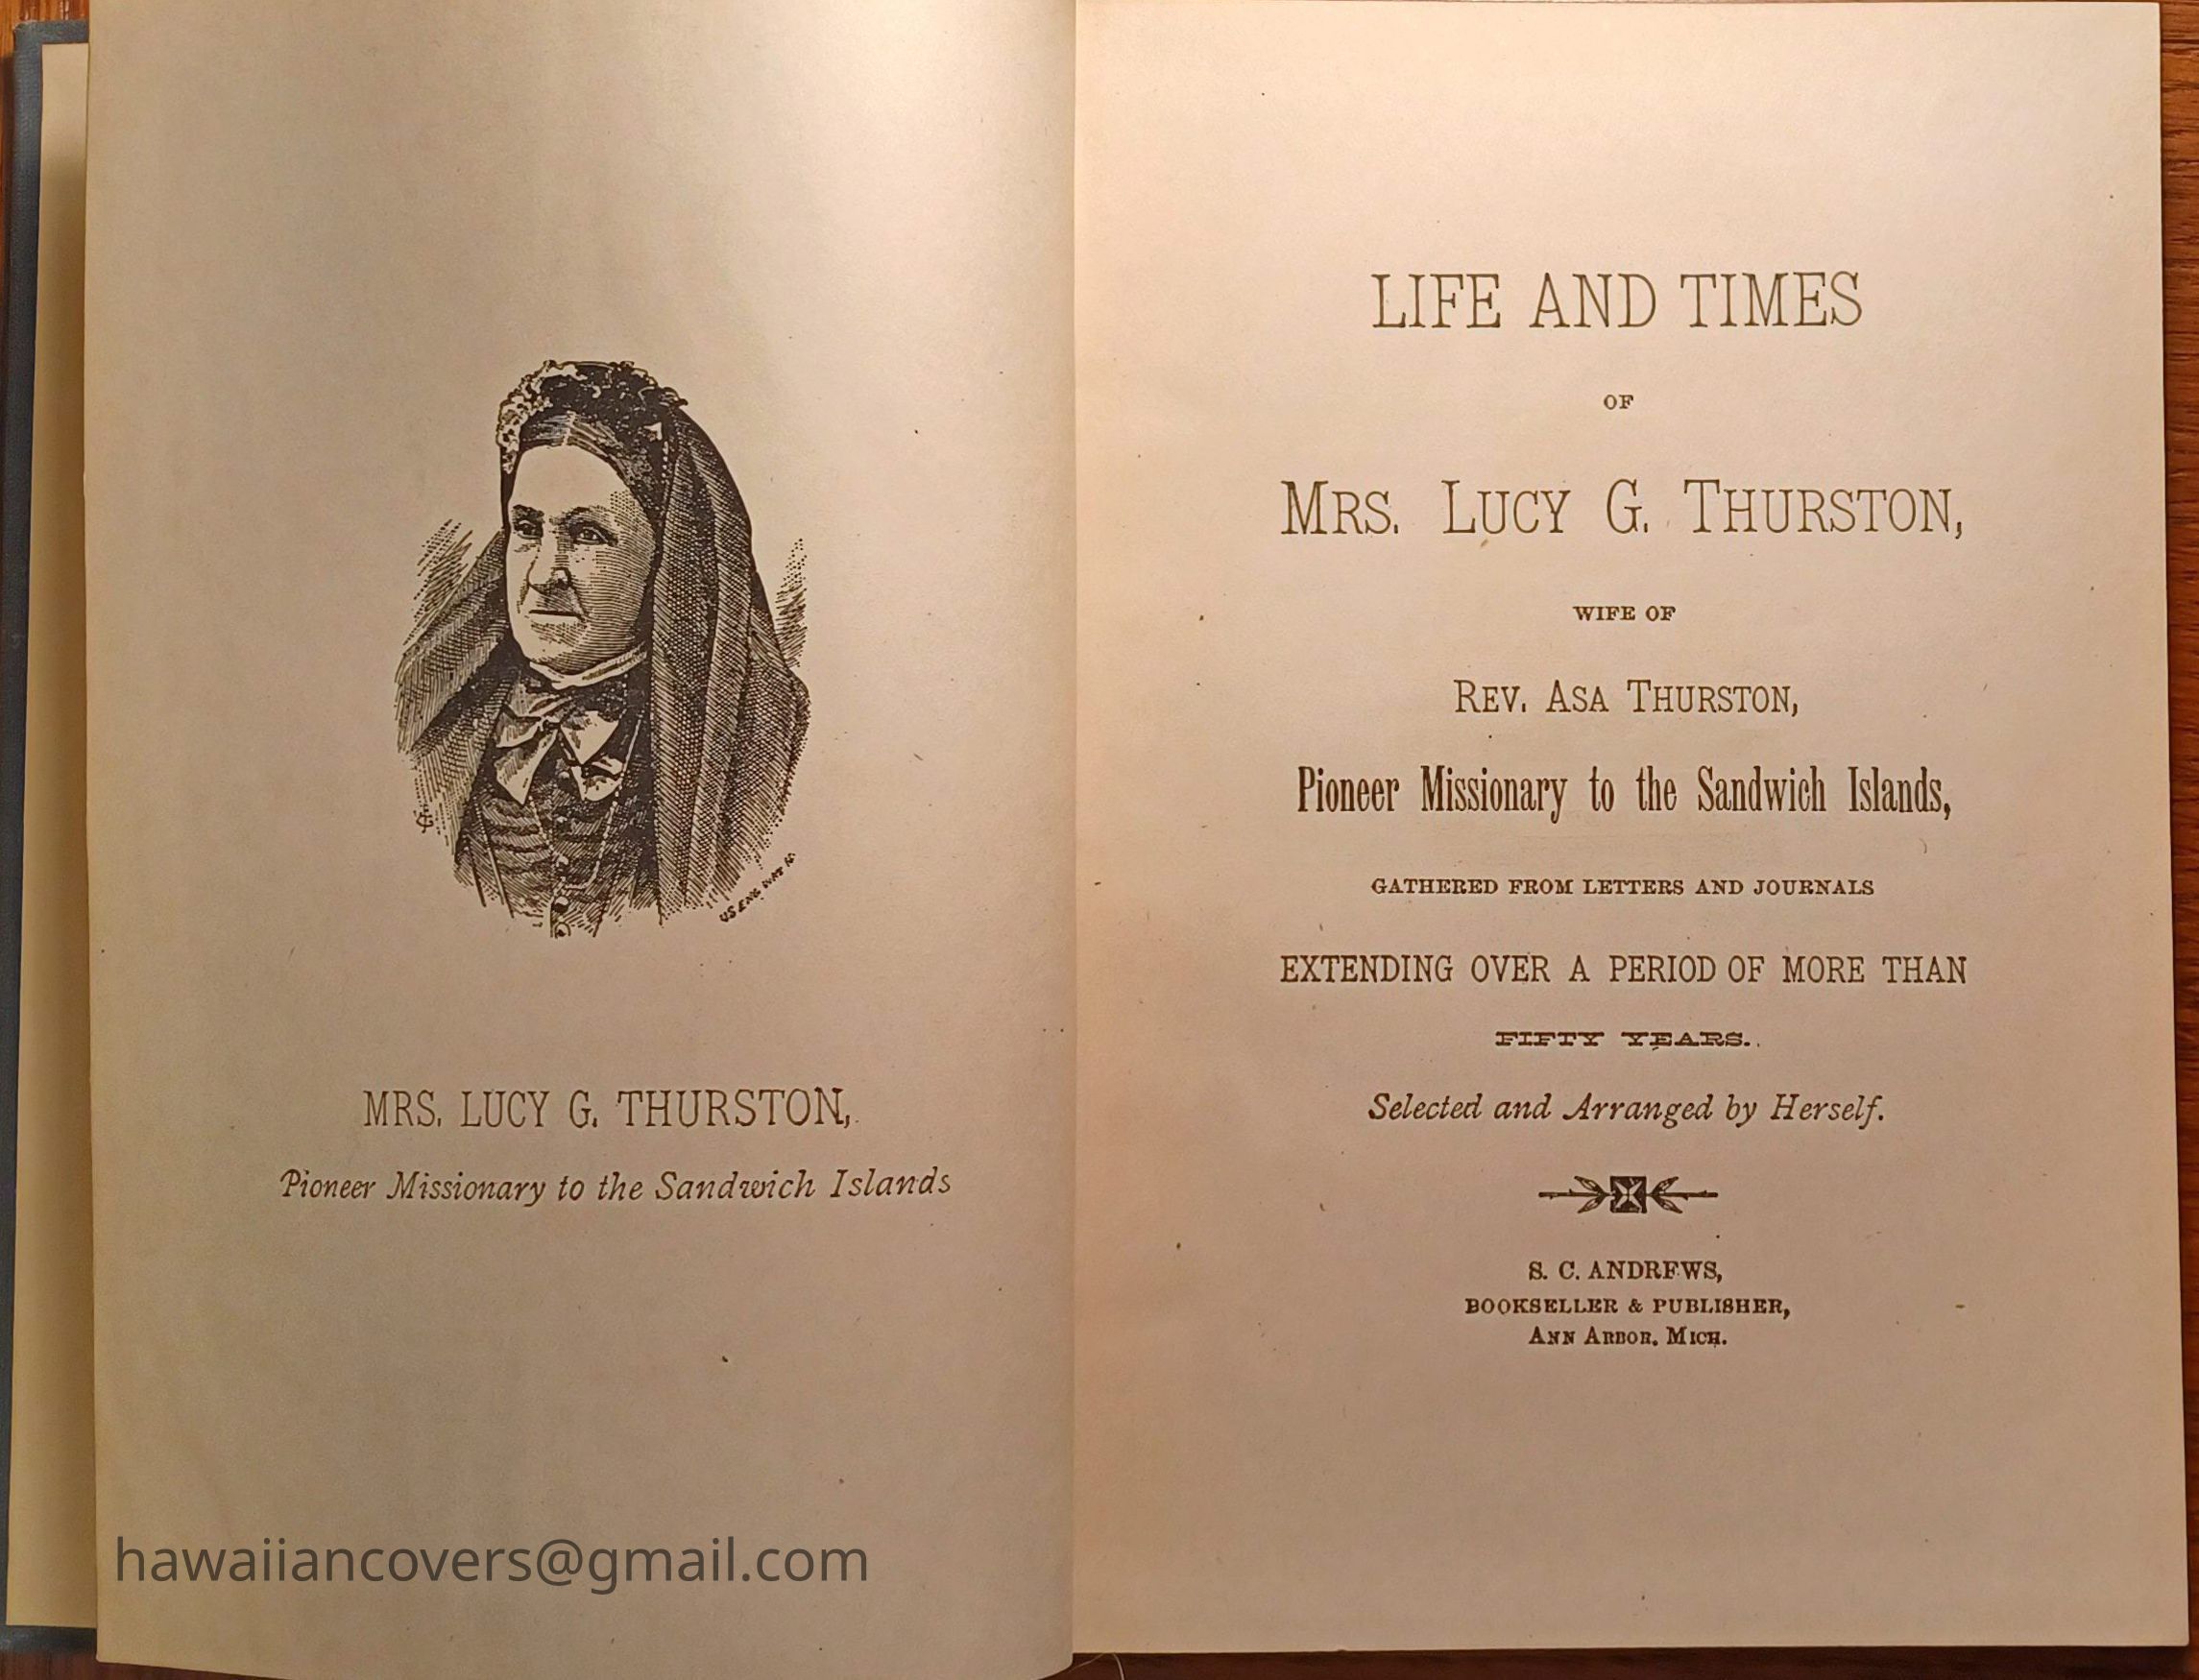 MRS. LUCY G. THURSTON,
Pioneer Missionary to the Sandwich Islands
hawaiiancovers@gmail.com
LIFE AND TIMES
OF
MRS. LUCY G. THURSTON,
WIFE OF
REV. ASA THURSTON,
Pioneer Missionary to the Sandwich Islands,
GATHERED FROM LETTERS AND JOURNALS
EXTENDING OVER A PERIOD OF MORE THAN
FIFTY YEARS.
Selected and Arranged by Herself.
S. C. ANDREWS,
BOOKSELLER & PUBLISHER,
ANN ARBOR, MICH.